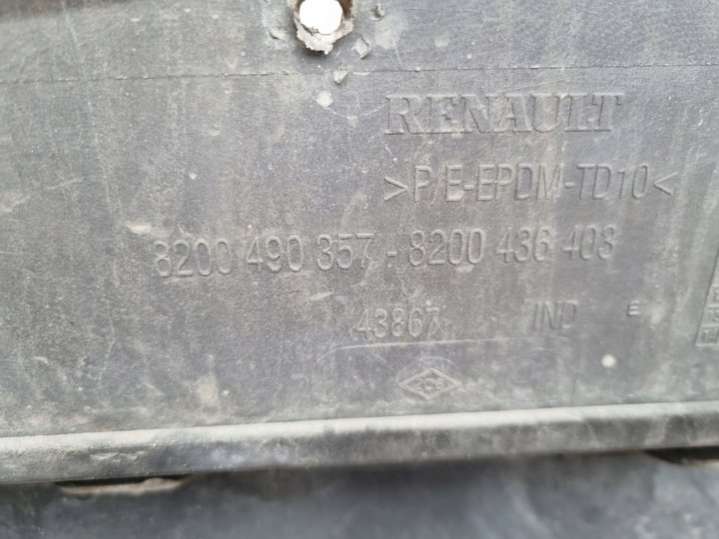 RENAULT
>P/E-EPDM-TD10<
8200 490 357 - 8200 436 403
43867 IND E